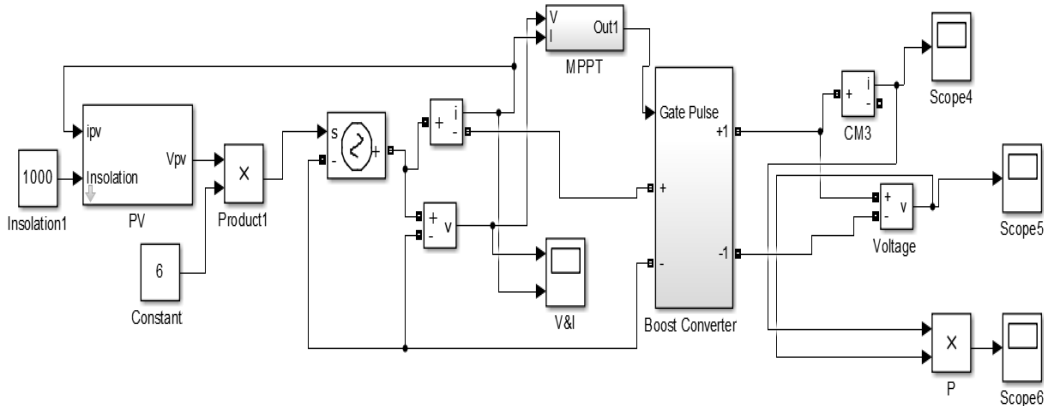 V
I
Out1
MPPT
Scope4
i
+
-
CM3
Gate Pulse
+1
+
-1
-
Boost Converter
ipv
Vpv
Insolation
PV
1000
Insolation1
X
Product1
6
Constant
s
-
+
+
i
-
+
-
v
V&I
+
-
v
Voltage
Scope5
X
P
Scope6